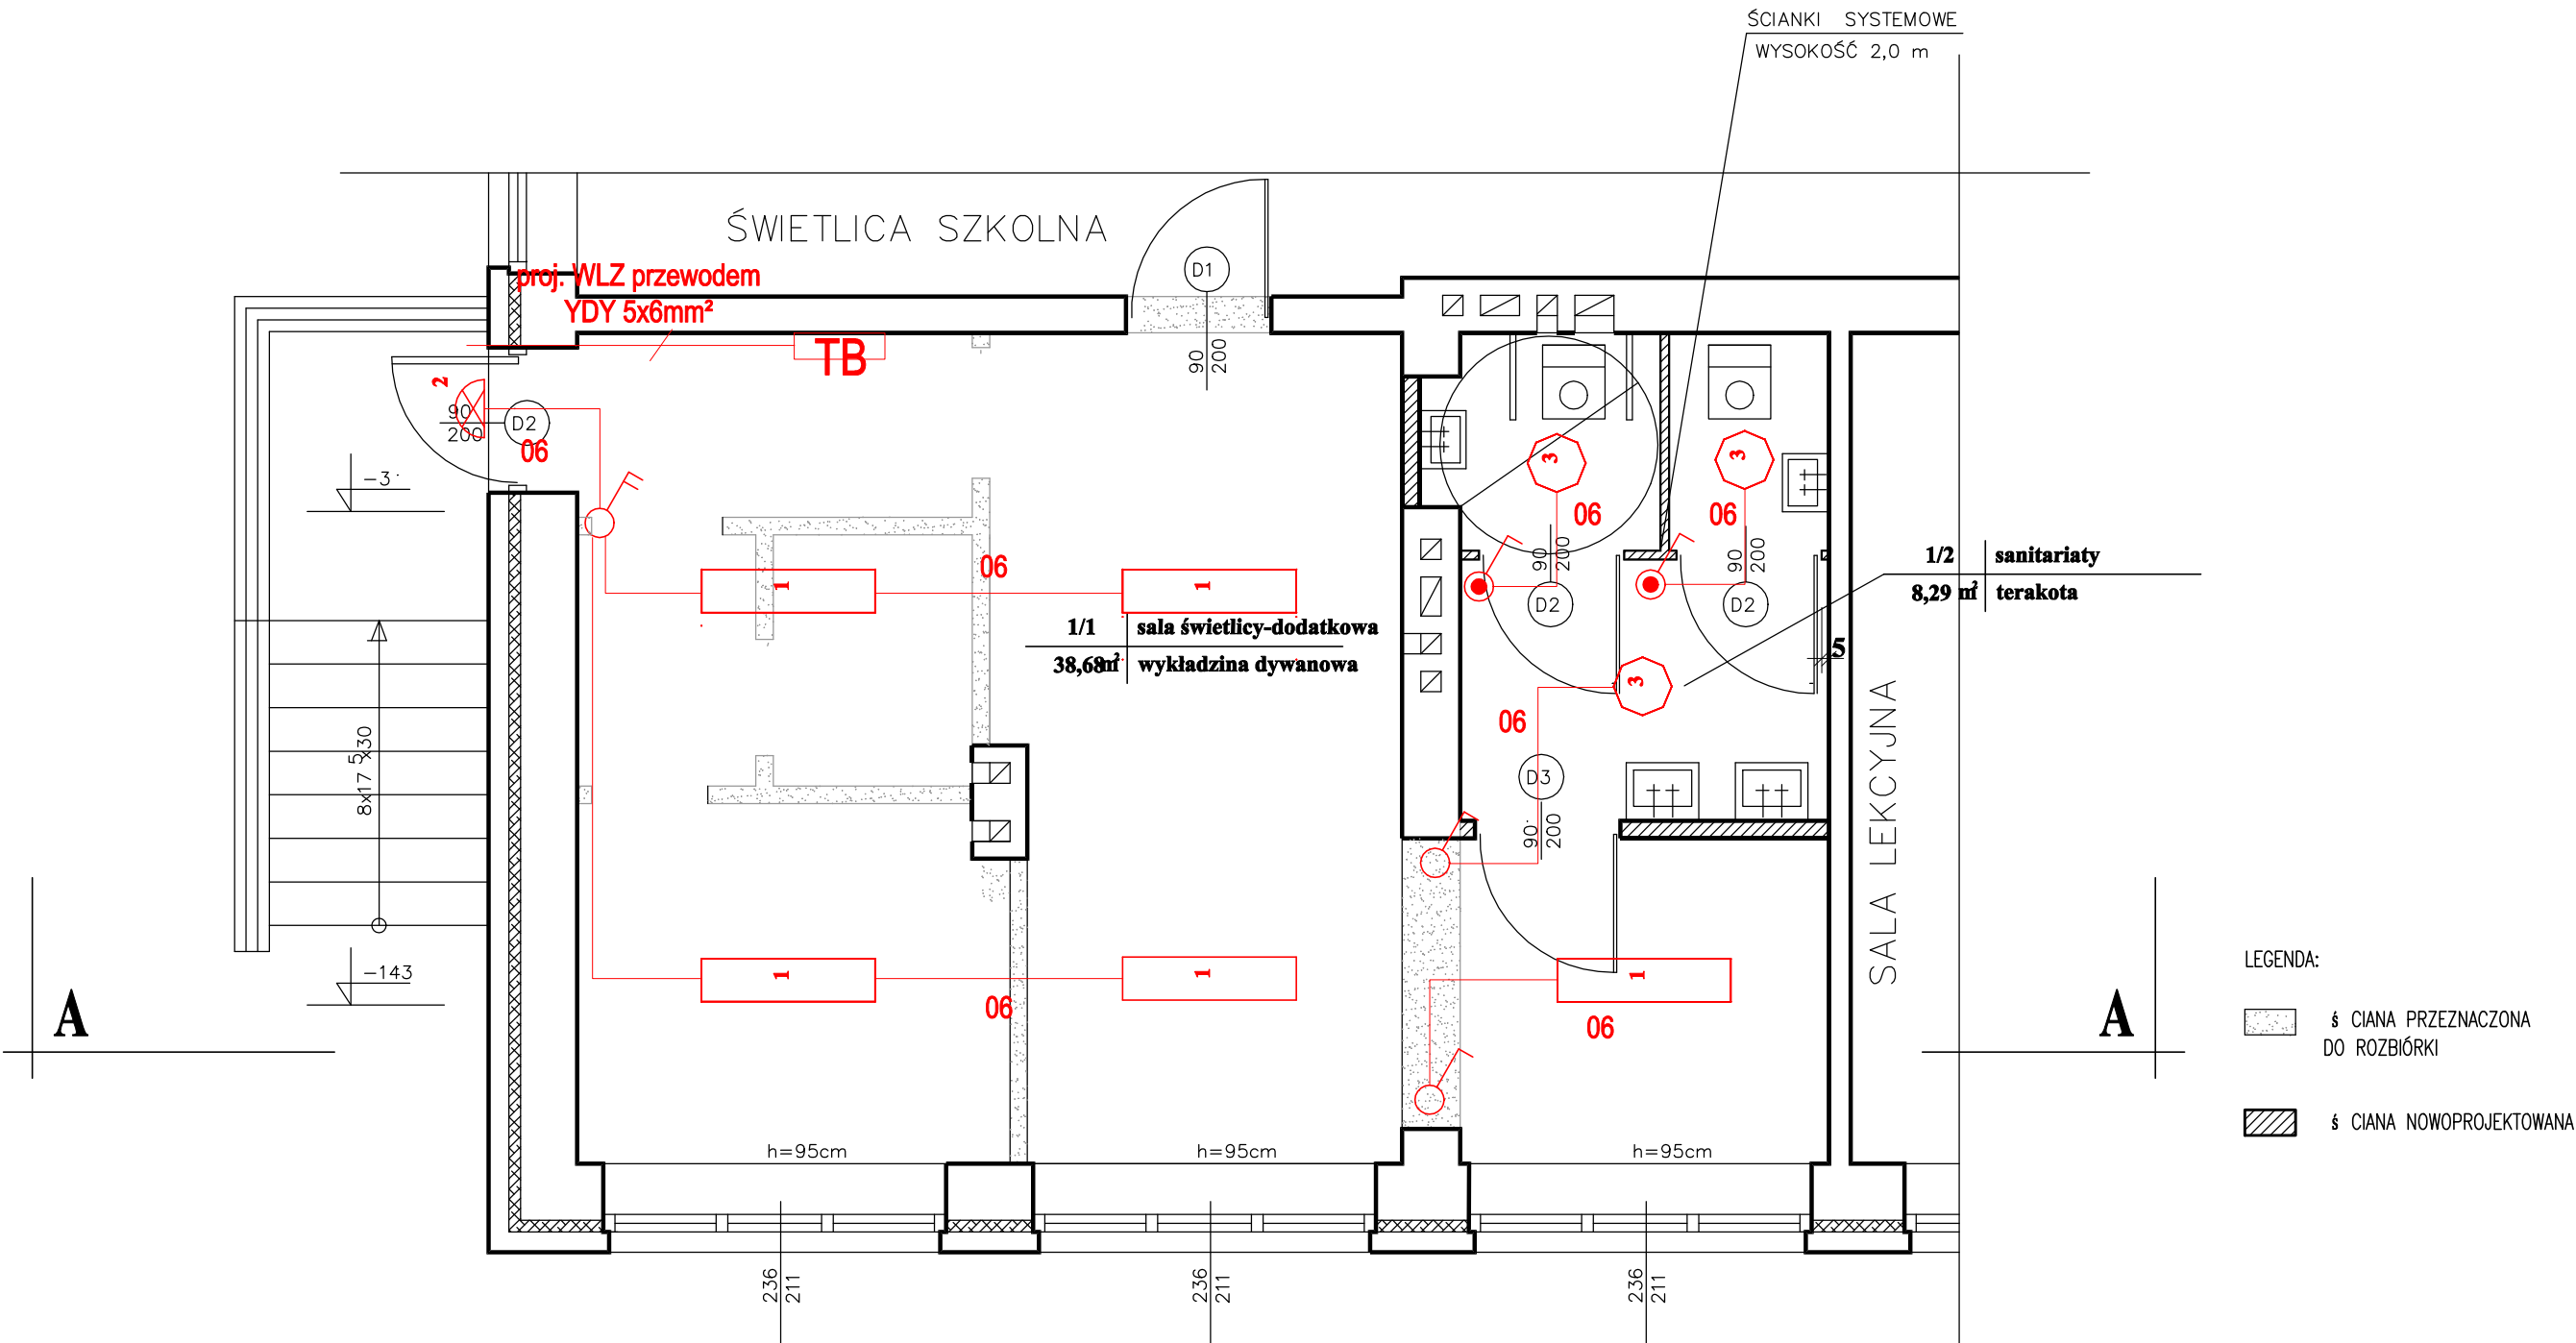 ŚCIANKI SYSTEMOWE
WYSOKOŚĆ 2,0 m
ŚWIETLICA SZKOLNA
proj. WLZ przewodem
YDY 5x6mm²
TB
D1
90
200
2
90
200
D2
06
-3
3
3
06
06
90
200
90
200
D2
D2
1/2 sanitariaty
8,29 m² terakota
06
1
1
1/1 sala świetlicy-dodatkowa
38,68m² wykładzina dywanowa
5
3
06
8x17 5x30
D3
90
200
SALA LEKCYJNA
-143
1
1
1
06
06
A
A
LEGENDA:
ś CIANA PRZEZNACZONA
DO ROZBIÓRKI
ś CIANA NOWOPROJEKTOWANA
h=95cm
h=95cm
h=95cm
236
211
236
211
236
211